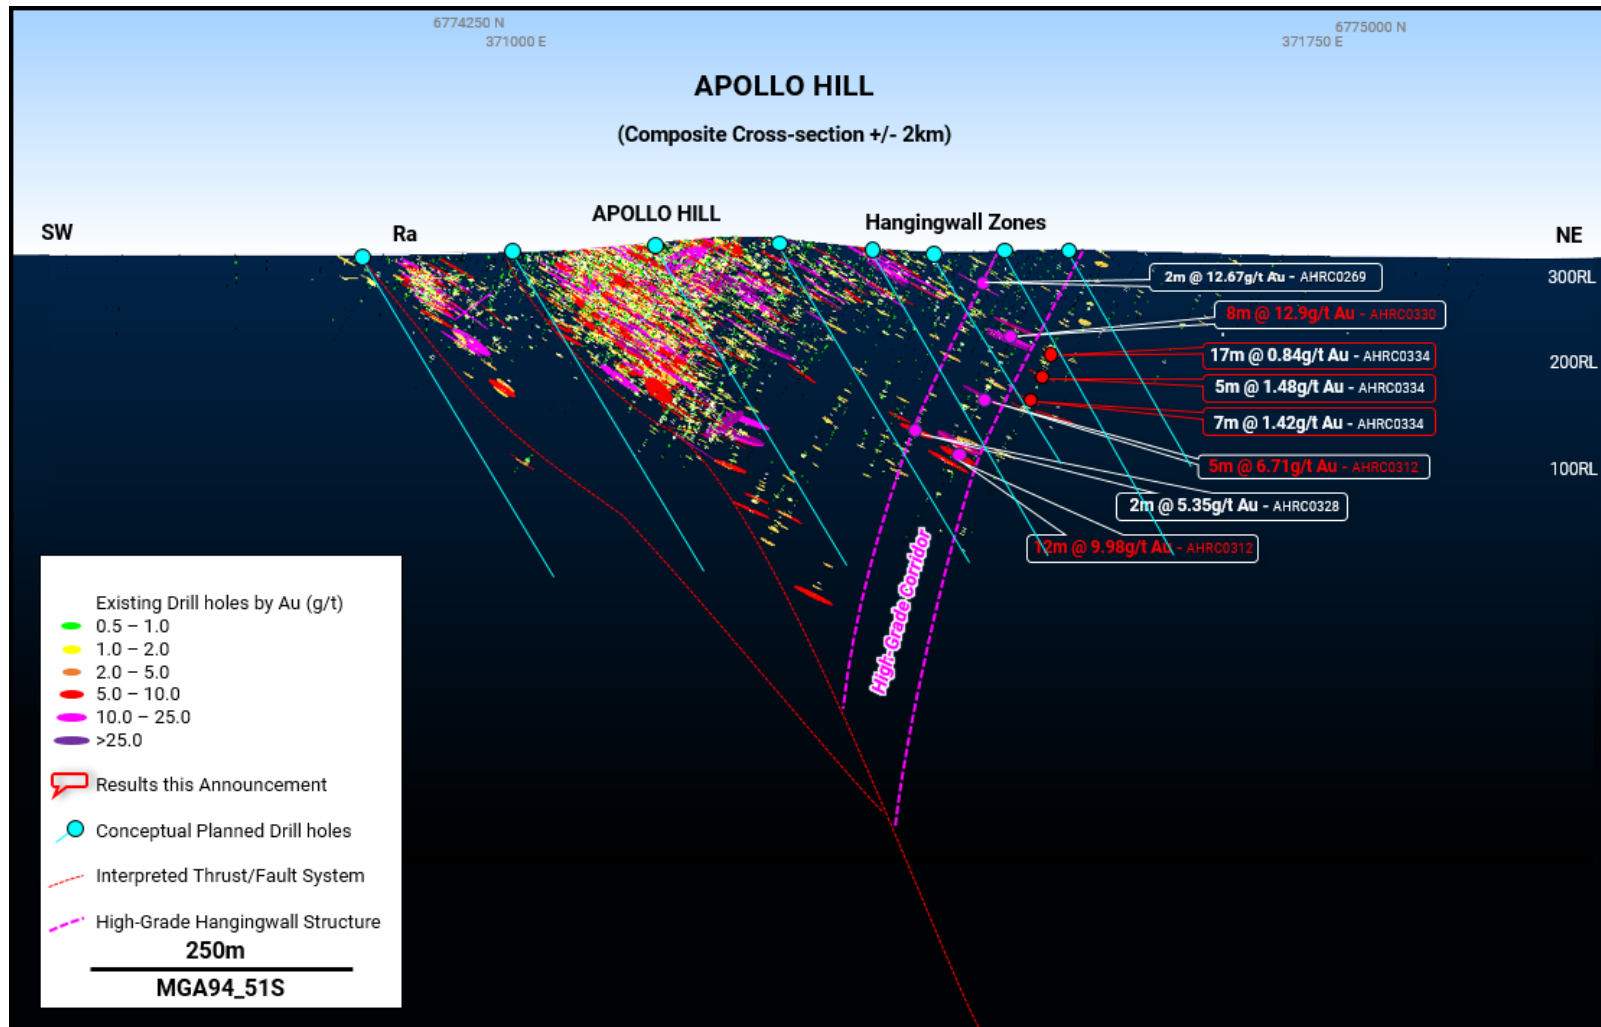 6774250 N
371000 E
6775000 N
371750 E
APOLLO HILL
(Composite Cross-section +/- 2km)
SW
Ra
APOLLO HILL
Hangingwall Zones
NE
300RL
200RL
100RL
2m @ 12.67g/t Au - AHRC0269
8m @ 12.9g/t Au - AHRC0330
17m @ 0.84g/t Au - AHRC0334
5m @ 1.48g/t Au - AHRC0334
7m @ 1.42g/t Au - AHRC0334
5m @ 6.71g/t Au - AHRC0312
2m @ 5.35g/t Au - AHRC0328
12m @ 9.98g/t Au - AHRC0312
High-Grade Corridor
Existing Drill holes by Au (g/t)
0.5 – 1.0
1.0 – 2.0
2.0 – 5.0
5.0 – 10.0
10.0 – 25.0
>25.0
Results this Announcement
Conceptual Planned Drill holes
Interpreted Thrust/Fault System
High-Grade Hangingwall Structure
250m
MGA94_51S